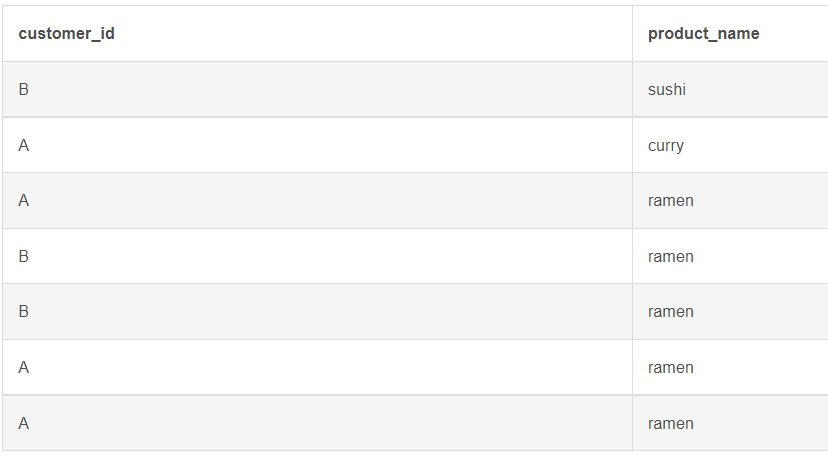 customer_id product_name
B sushi
A curry
A ramen
B ramen
B ramen
A ramen
A ramen